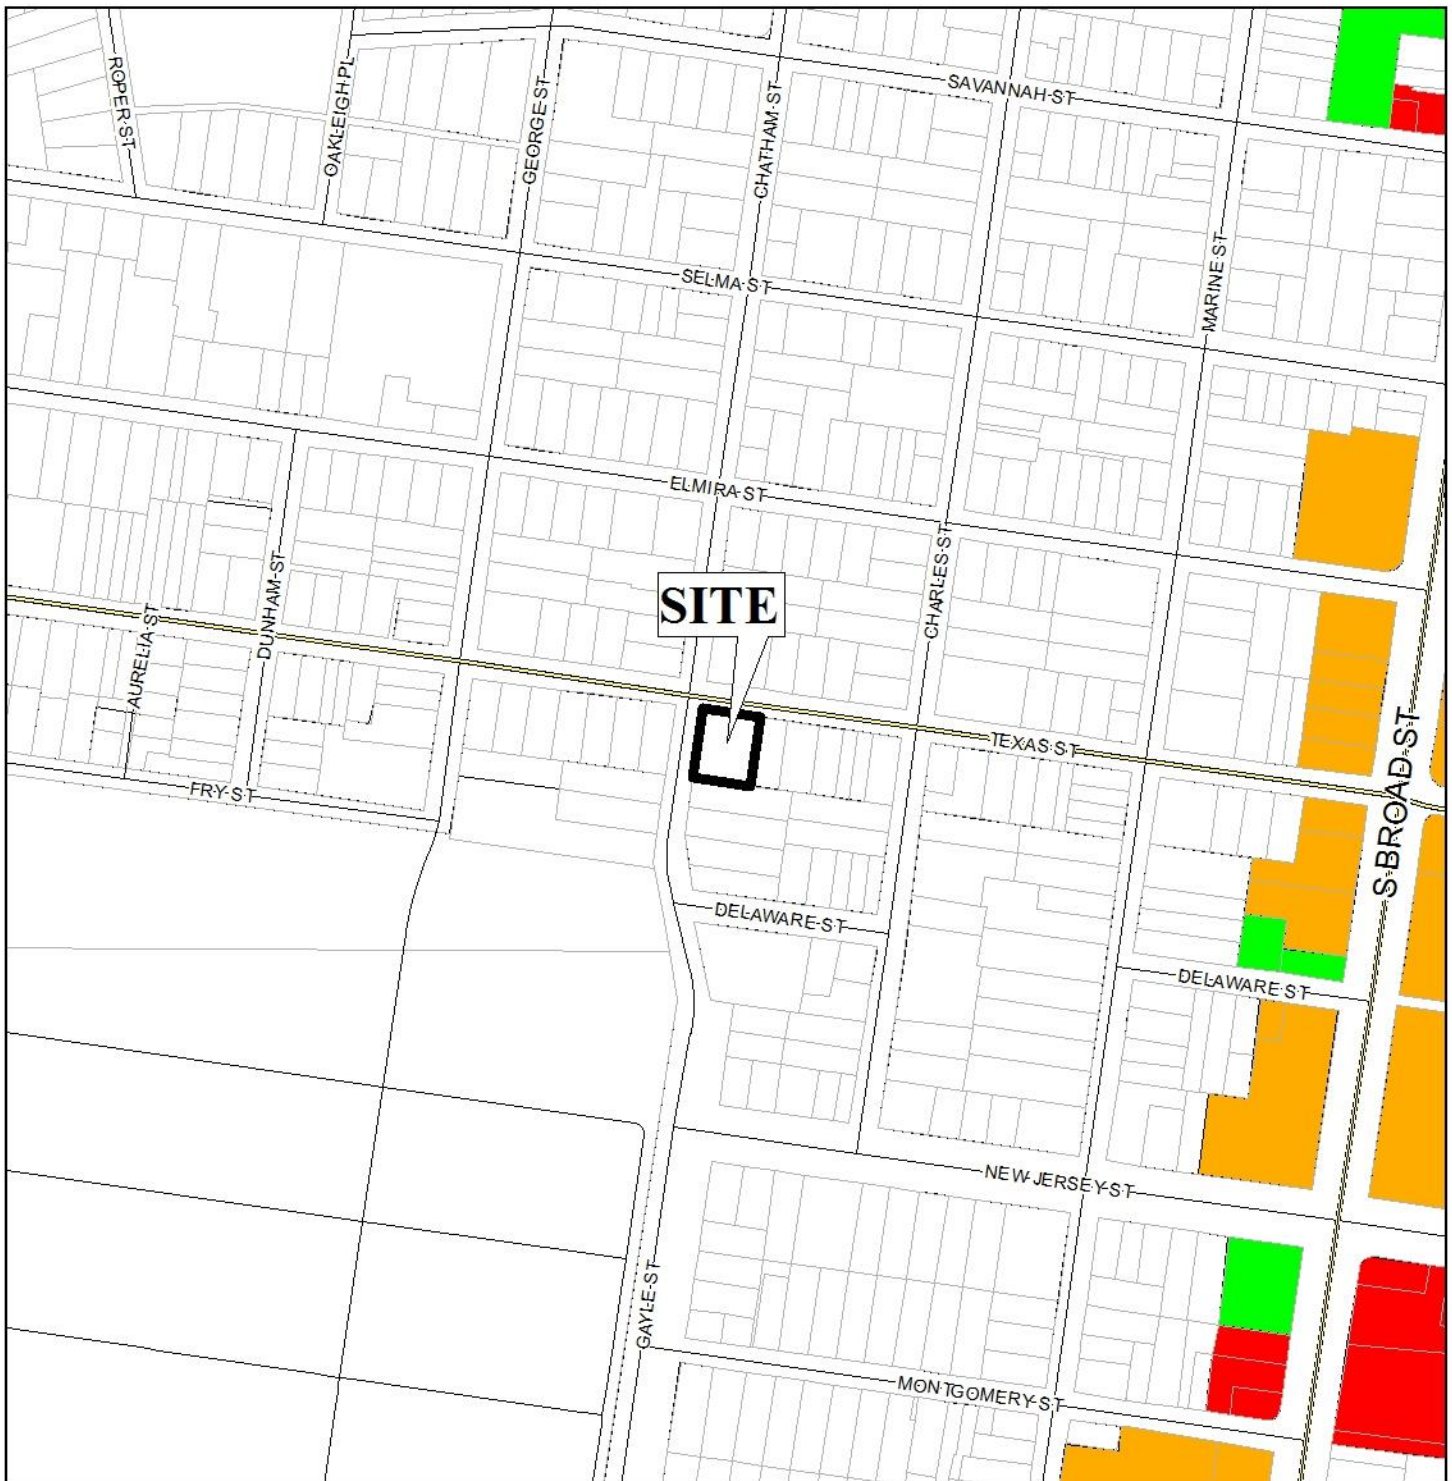 SAVANNAH ST
ROPER ST
OAKLEIGH PL
GEORGE ST
CHATHAM ST
MARINE ST
SELMA ST
ELMIRA ST
CHARLES ST
DUNHAM ST
AURELIA ST
SITE
TEXAS ST
S BROAD ST
FRY ST
DELAWARE ST
DELAWARE ST
NEW JERSEY ST
GAYLE ST
MONTGOMERY ST